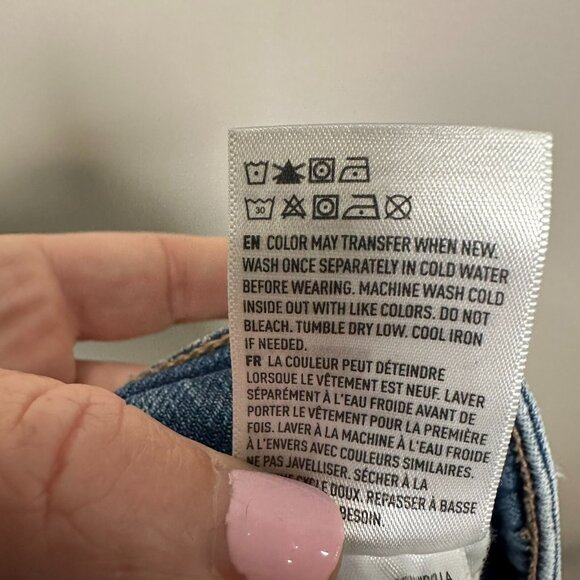 30
EN COLOR MAY TRANSFER WHEN NEW.
WASH ONCE SEPARATELY IN COLD WATER
BEFORE WEARING. MACHINE WASH COLD
INSIDE OUT WITH LIKE COLORS. DO NOT
BLEACH. TUMBLE DRY LOW. COOL IRON
IF NEEDED.
FR LA COULEUR PEUT DÉTEINDRE
LORSQUE LE VÊTEMENT EST NEUF. LAVER
SÉPARÉMENT À L'EAU FROIDE AVANT DE
PORTER LE VÊTEMENT POUR LA PREMIÈRE
FOIS. LAVER À LA MACHINE À L'EAU FROIDE
À L'ENVERS AVEC COULEURS SIMILAIRES.
NE PAS JAVELLISER. SÉCHER À LA
CYCLE DOUX. REPASSER À BASSE
BESOIN.